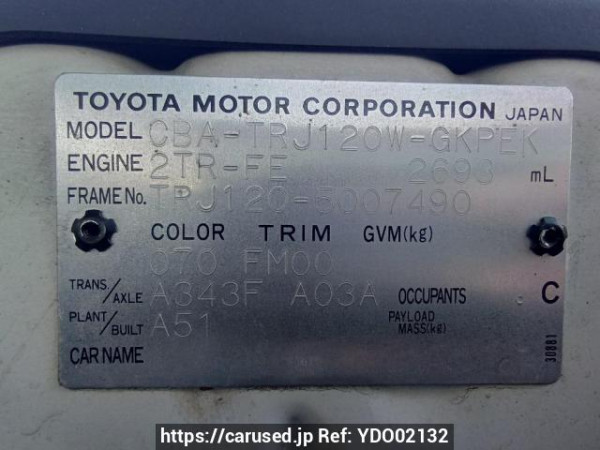 TOYOTA MOTOR CORPORATION JAPAN
MODEL CBA-TRJ120W-GKPEK
ENGINE 2TR-FE 2693 mL
FRAME No. TRJ120-5007490
COLOR TRIM GVM(kg)
070 FM00
TRANS./AXLE A343F A03A OCCUPANTS C
PLANT/BUILT A51 PAYLOAD MASS(kg)
CAR NAME
30881
https://carused.jp Ref: YDO02132